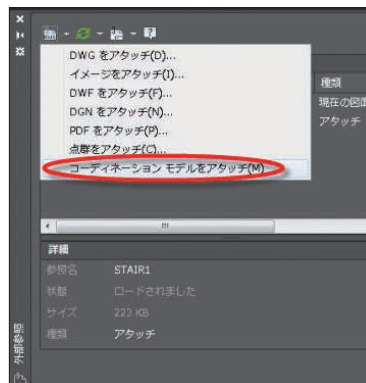 DWG をアタッチ(D)...
イメージをアタッチ(I)...
DWF をアタッチ(F)...
DGN をアタッチ(N)...
PDF をアタッチ(P)...
点群をアタッチ(C)...
コーディネーション モデルをアタッチ(M)
種類
現在の図面
アタッチ
詳細
参照名 STAIR1
状態 ロードされました
サイズ 223 KB
種類 アタッチ
外部参照